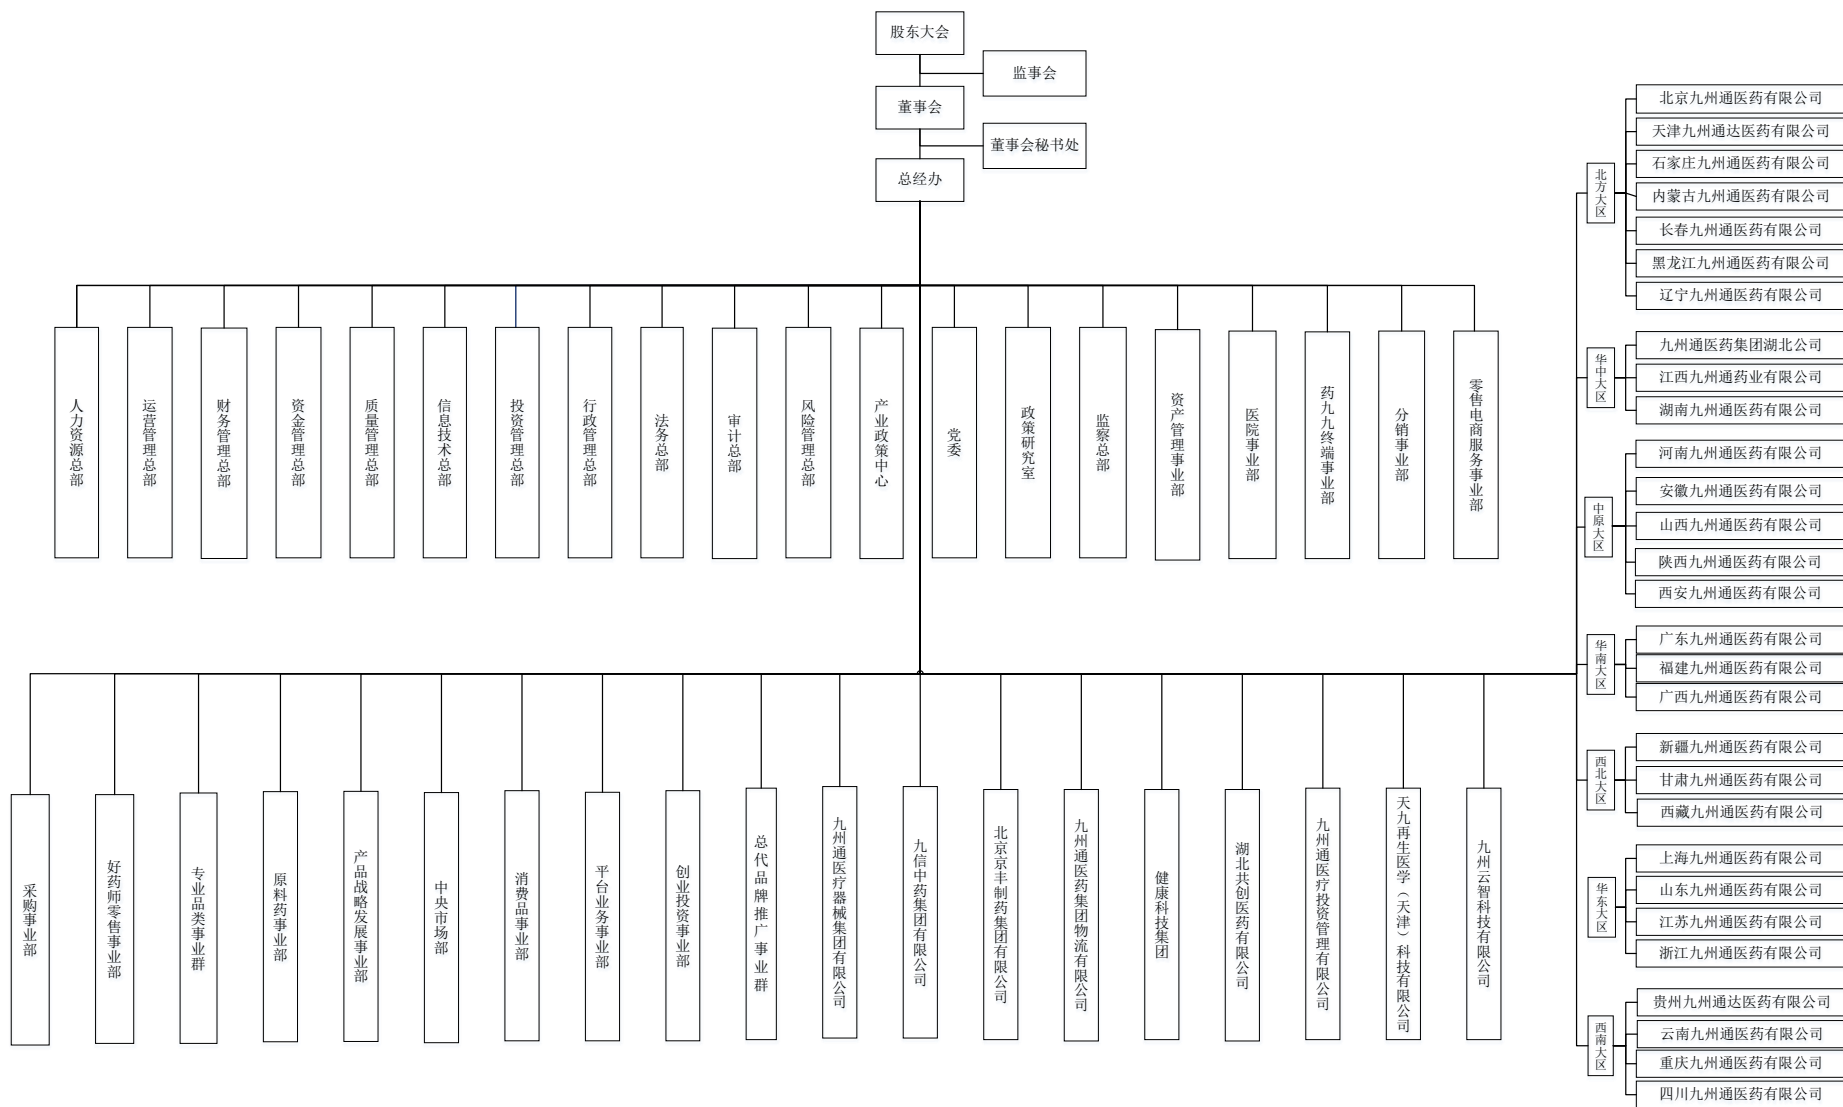 股东大会
监事会
董事会
董事会秘书处
总经办
人力资源总部
运营管理总部
财务管理总部
资金管理总部
质量管理总部
信息技术总部
投资管理总部
行政管理总部
法务总部
审计总部
风险管理总部
产业政策中心
党委
政策研究室
监察总部
资产管理事业部
医院事业部
药九九终端事业部
分销事业部
零售电商服务事业部
采购事业部
好药师零售事业部
专业品类事业群
原料药事业部
产品战略发展事业部
中央市场部
消费品事业部
平台业务事业部
创业投资事业部
总代品牌推广事业群
九州通医疗器械集团有限公司
九信中药集团有限公司
北京京丰制药集团有限公司
九州通医药集团物流有限公司
健康科技集团
湖北共创医药有限公司
九州通医疗投资管理有限公司
天九再生医学（天津）科技有限公司
九州云智科技有限公司
北方大区
北京九州通医药有限公司
天津九州通达医药有限公司
石家庄九州通医药有限公司
内蒙古九州通医药有限公司
长春九州通医药有限公司
黑龙江九州通医药有限公司
辽宁九州通医药有限公司
华中大区
九州通医药集团湖北公司
江西九州通药业有限公司
湖南九州通医药有限公司
中原大区
河南九州通医药有限公司
安徽九州通医药有限公司
山西九州通医药有限公司
陕西九州通医药有限公司
西安九州通医药有限公司
华南大区
广东九州通医药有限公司
福建九州通医药有限公司
广西九州通医药有限公司
西北大区
新疆九州通医药有限公司
甘肃九州通医药有限公司
西藏九州通医药有限公司
华东大区
上海九州通医药有限公司
山东九州通医药有限公司
江苏九州通医药有限公司
浙江九州通医药有限公司
西南大区
贵州九州通达医药有限公司
云南九州通医药有限公司
重庆九州通医药有限公司
四川九州通医药有限公司